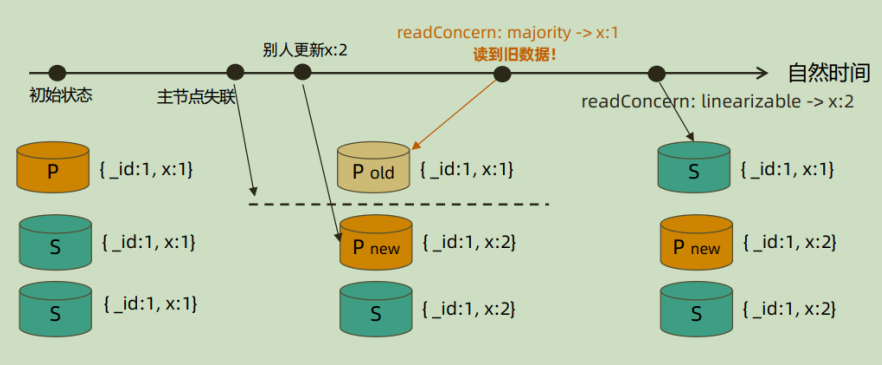 readConcern: majority -> x:1
别人更新x:2
读到旧数据！
自然时间
初始状态
主节点失联
readConcern: linearizable -> x:2
P
{ _id:1, x:1}
P old
{ _id:1, x:1}
S
{ _id:1, x:1}
S
{ _id:1, x:1}
P new
{ _id:1, x:2}
P new
{ _id:1, x:2}
S
{ _id:1, x:1}
S
{ _id:1, x:2}
S
{ _id:1, x:2}